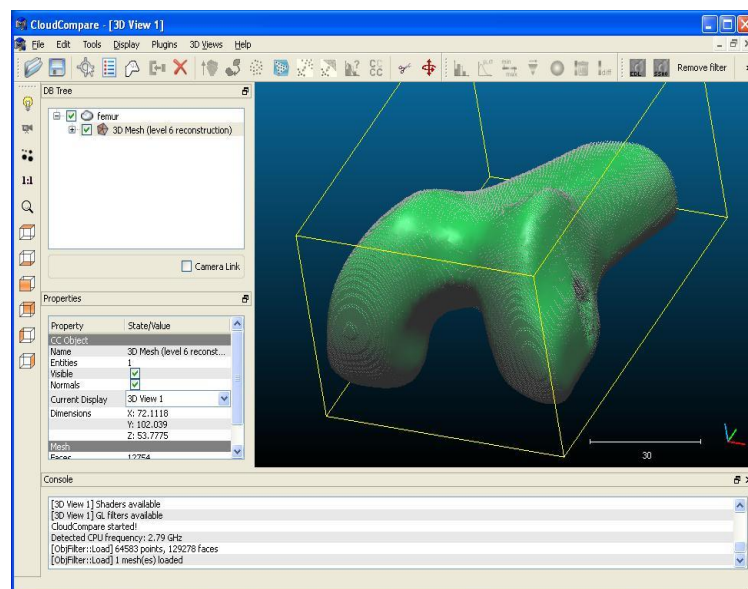 CloudCompare - [3D View 1]
File Edit Tools Display Plugins 3D Views Help
Remove filter
DB Tree
femur
3D Mesh (level 6 reconstruction)
1:1
Camera Link
Properties
Property State/Value
CC Object
Name 3D Mesh (level 6 reconst...
Entities 1
Visible
Normals
Current Display 3D View 1
Dimensions X: 72.1118
Y: 102.039
Z: 53.7775
Mesh
Faces 12754
30
Console
[3D View 1] Shaders available
[3D View 1] GL filters available
CloudCompare started!
Detected CPU frequency: 2.79 GHz
[ObjFilter::Load] 64583 points, 129278 faces
[ObjFilter::Load] 1 mesh(es) loaded